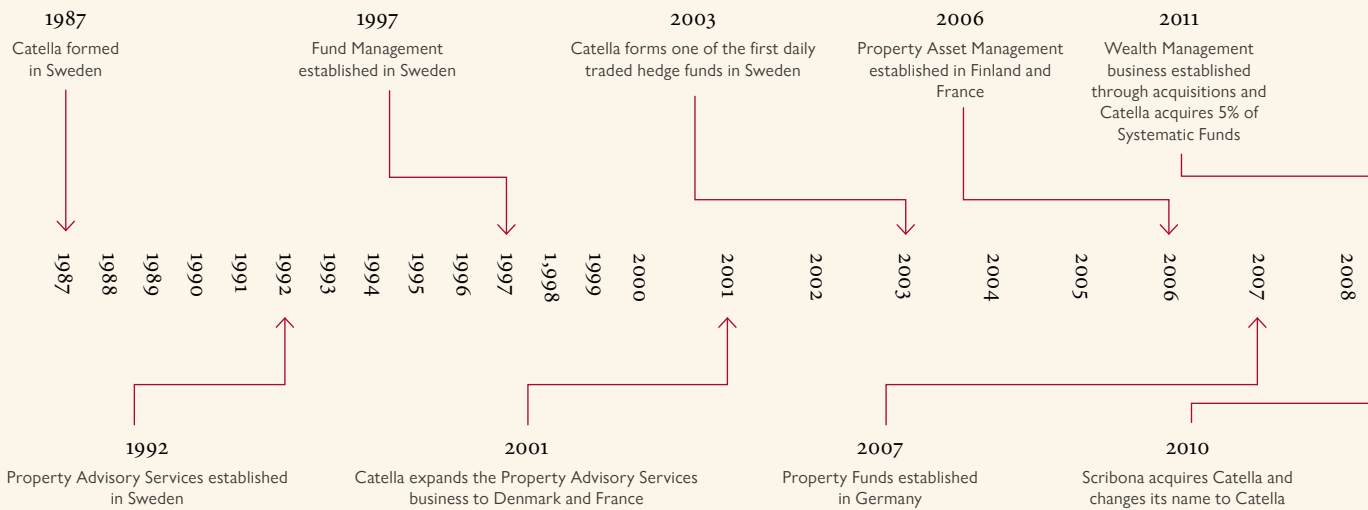 1987
Catella formed
in Sweden
1997
Fund Management
established in Sweden
2003
Catella forms one of the first daily
traded hedge funds in Sweden
2006
Property Asset Management
established in Finland and
France
2011
Wealth Management
business established
through acquisitions and
Catella acquires 5% of
Systematic Funds
1987
1988
1989
1990
1991
1992
1993
1994
1995
1996
1997
1,998
1999
2000
2001
2002
2003
2004
2005
2006
2007
2008
1992
Property Advisory Services established
in Sweden
2001
Catella expands the Property Advisory Services
business to Denmark and France
2007
Property Funds established
in Germany
2010
Scribona acquires Catella and
changes its name to Catella